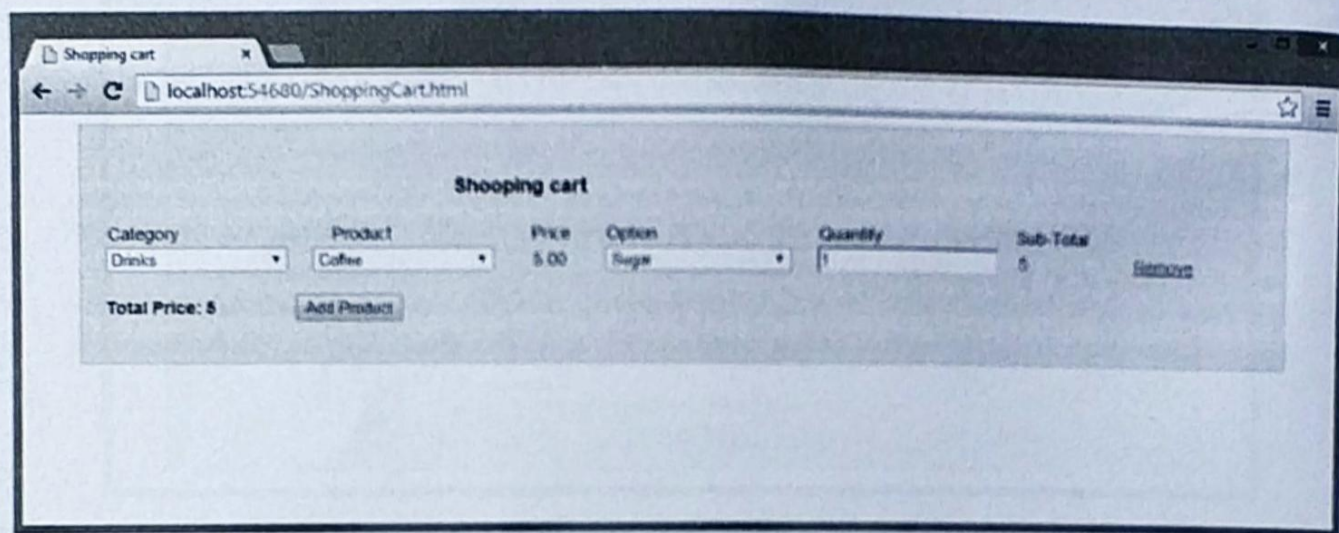 Shopping cart
localhost:54680/ShoppingCart.html
Shooping cart
Category Product Price Option Quantity Sub-Total
Drinks Coffee 5.00 Sugar 1 5 Remove
Total Price: 5 Add Product